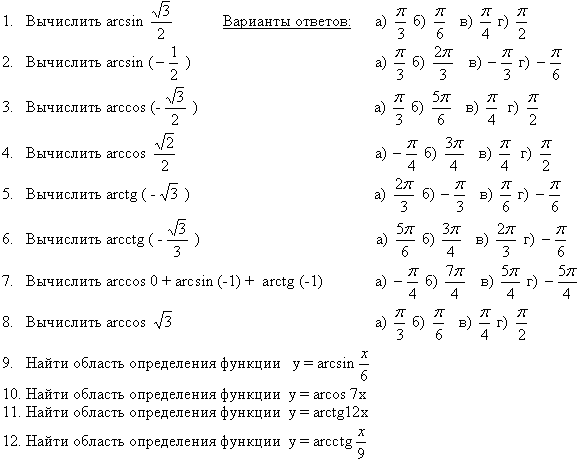 1. Вычислить arcsin √3/2 Варианты ответов: а) π/3 б) π/6 в) π/4 г) π/2
2. Вычислить arcsin (− 1/2 ) а) π/3 б) 2π/3 в) − π/3 г) − π/6
3. Вычислить arccos (- √3/2 ) а) π/3 б) 5π/6 в) π/4 г) π/2
4. Вычислить arccos √2/2 а) − π/4 б) 3π/4 в) π/4 г) π/2
5. Вычислить arctg ( - √3 ) а) 2π/3 б) − π/3 в) π/6 г) − π/6
6. Вычислить arcctg ( - √3/3 ) а) 5π/6 б) 3π/4 в) 2π/3 г) − π/6
7. Вычислить arccos 0 + arcsin (-1) + arctg (-1) а) − π/4 б) 7π/4 в) 5π/4 г) − 5π/4
8. Вычислить arccos √3 а) π/3 б) π/6 в) π/4 г) π/2
9. Найти область определения функции y = arcsin x/6
10. Найти область определения функции y = arcos 7x
11. Найти область определения функции y = arctg12x
12. Найти область определения функции y = arcctg x/9